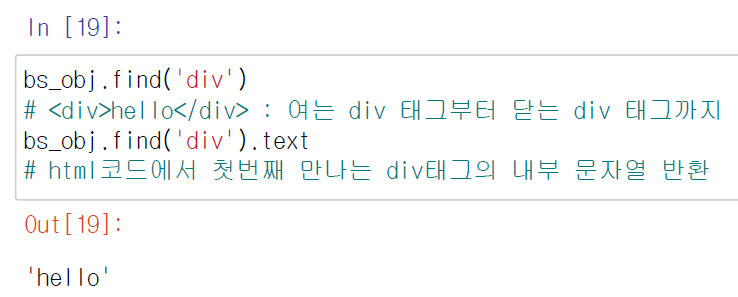 In [19]:
bs_obj.find('div')
# <div>hello</div> : 여는 div 태그부터 닫는 div 태그까지
bs_obj.find('div').text
# html코드에서 첫번째 만나는 div태그의 내부 문자열 반환
Out[19]:
'hello'